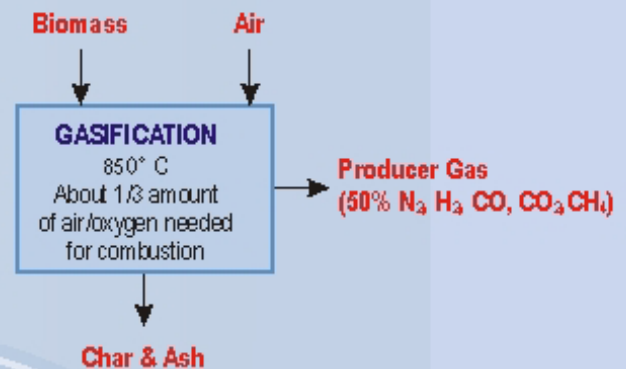 Biomass
Air
GASIFICATION
850° C
About 1/3 amount
of air/oxygen needed
for combustion
Producer Gas
(50% N₂, H₂, CO, CO₂, CH₄)
Char & Ash